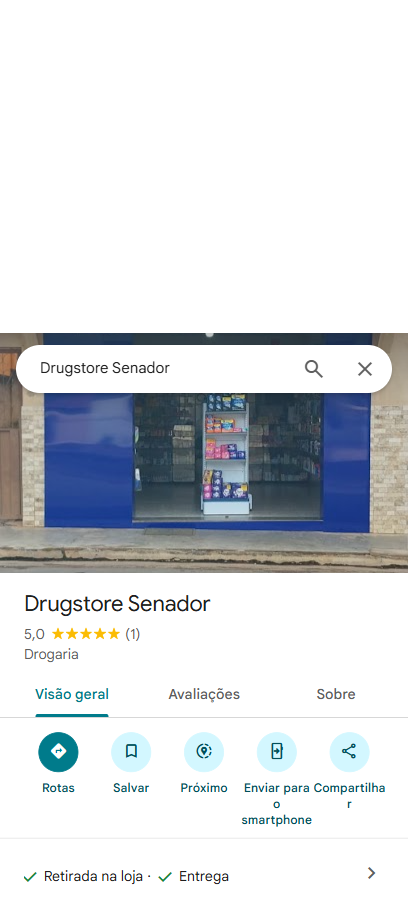 Drugstore Senador
Drugstore Senador
5,0 (1)
Drogaria
Visão geral Avaliações Sobre
Rotas Salvar Próximo Enviar para o smartphone Compartilhar
Retirada na loja · Entrega